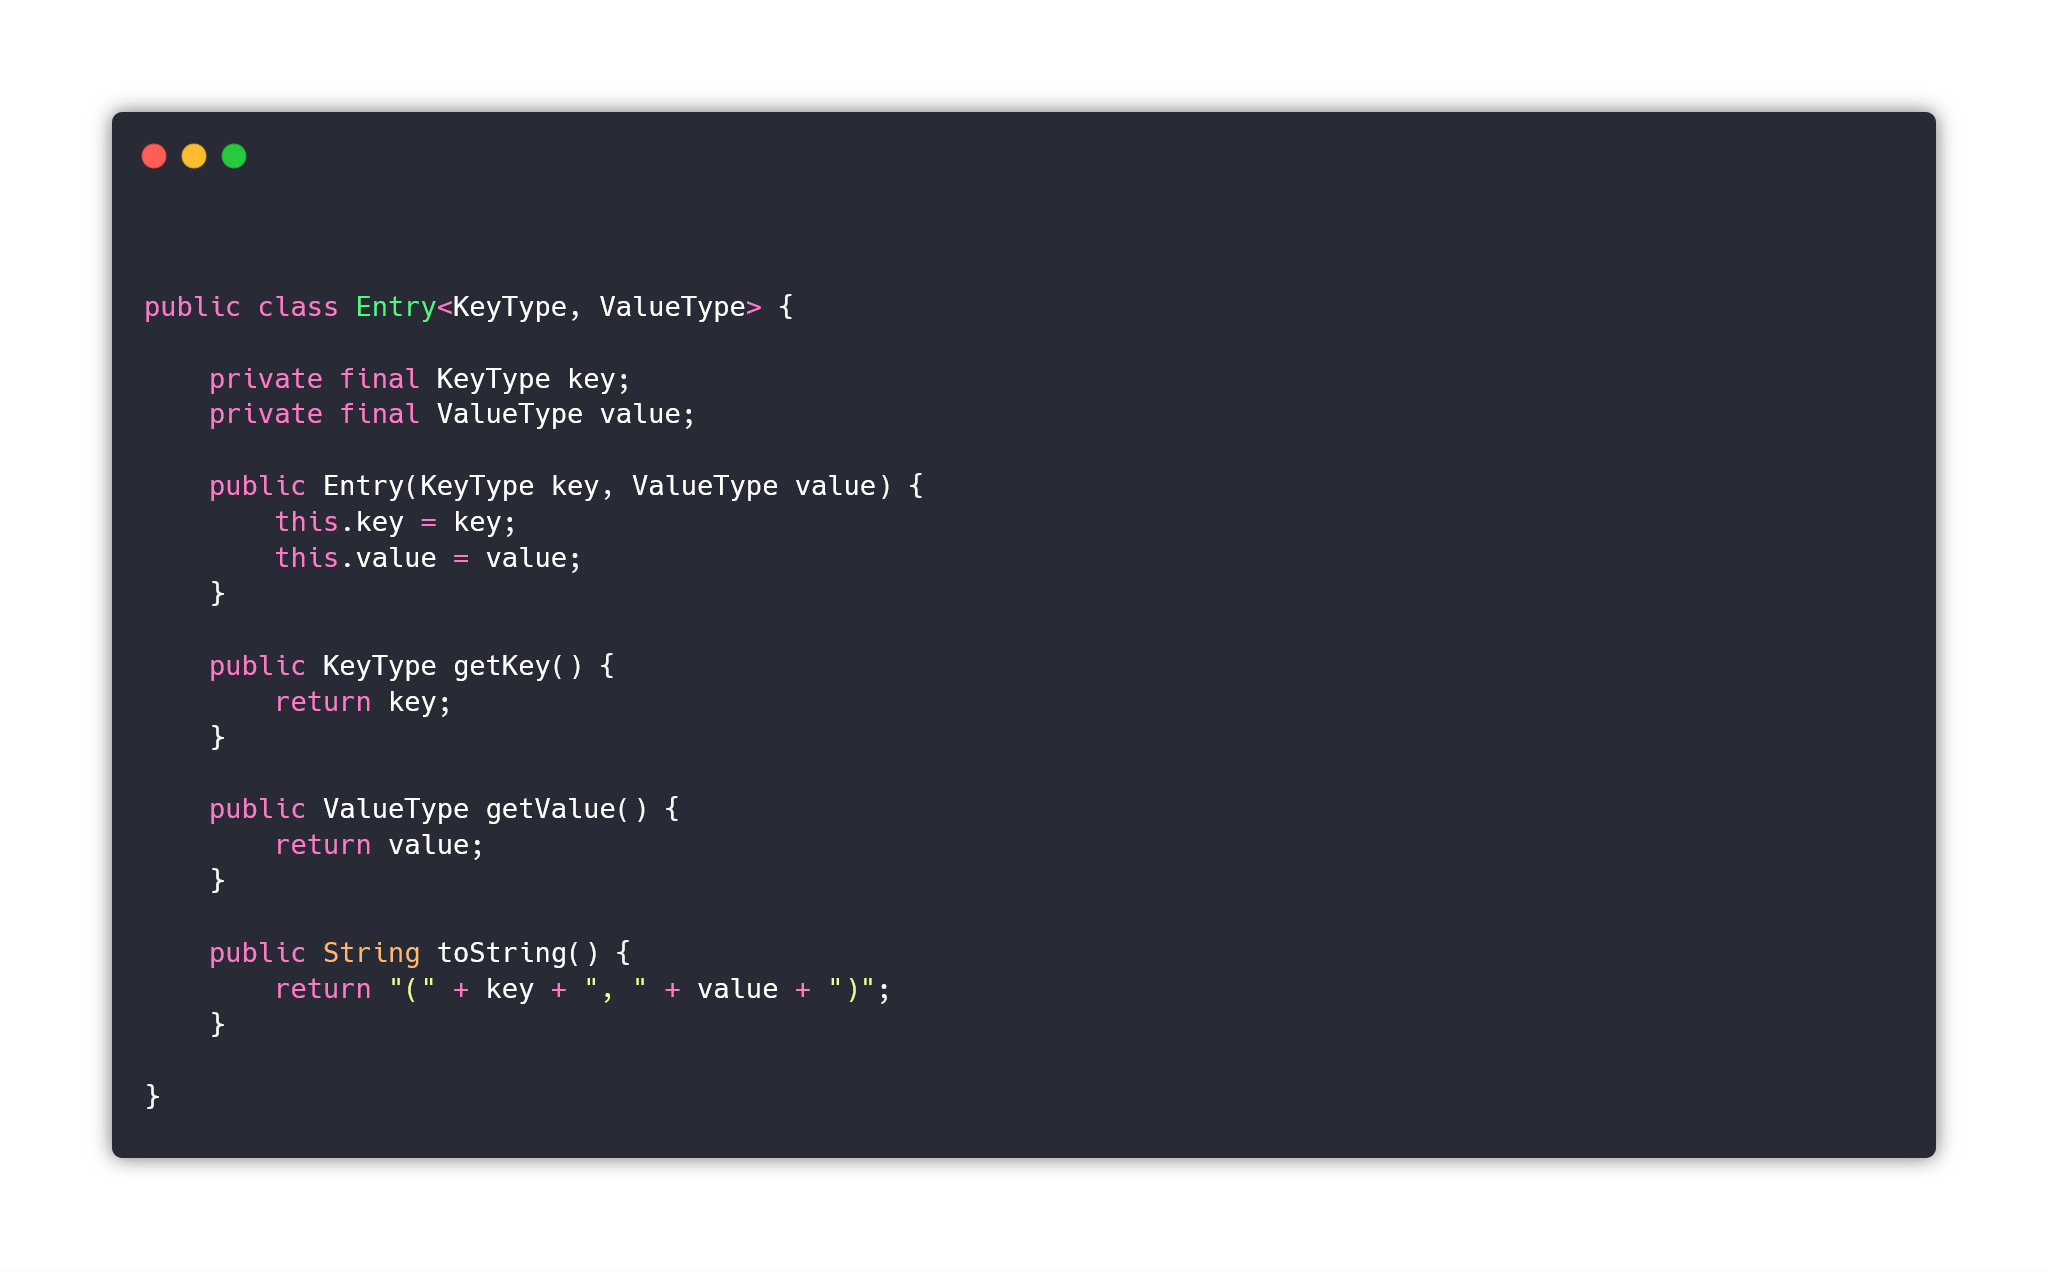 public class Entry<KeyType, ValueType> {
    private final KeyType key;
    private final ValueType value;
    public Entry(KeyType key, ValueType value) {
        this.key = key;
        this.value = value;
    }
    public KeyType getKey() {
        return key;
    }
    public ValueType getValue() {
        return value;
    }
    public String toString() {
        return "(" + key + ", " + value + ")";
    }
}